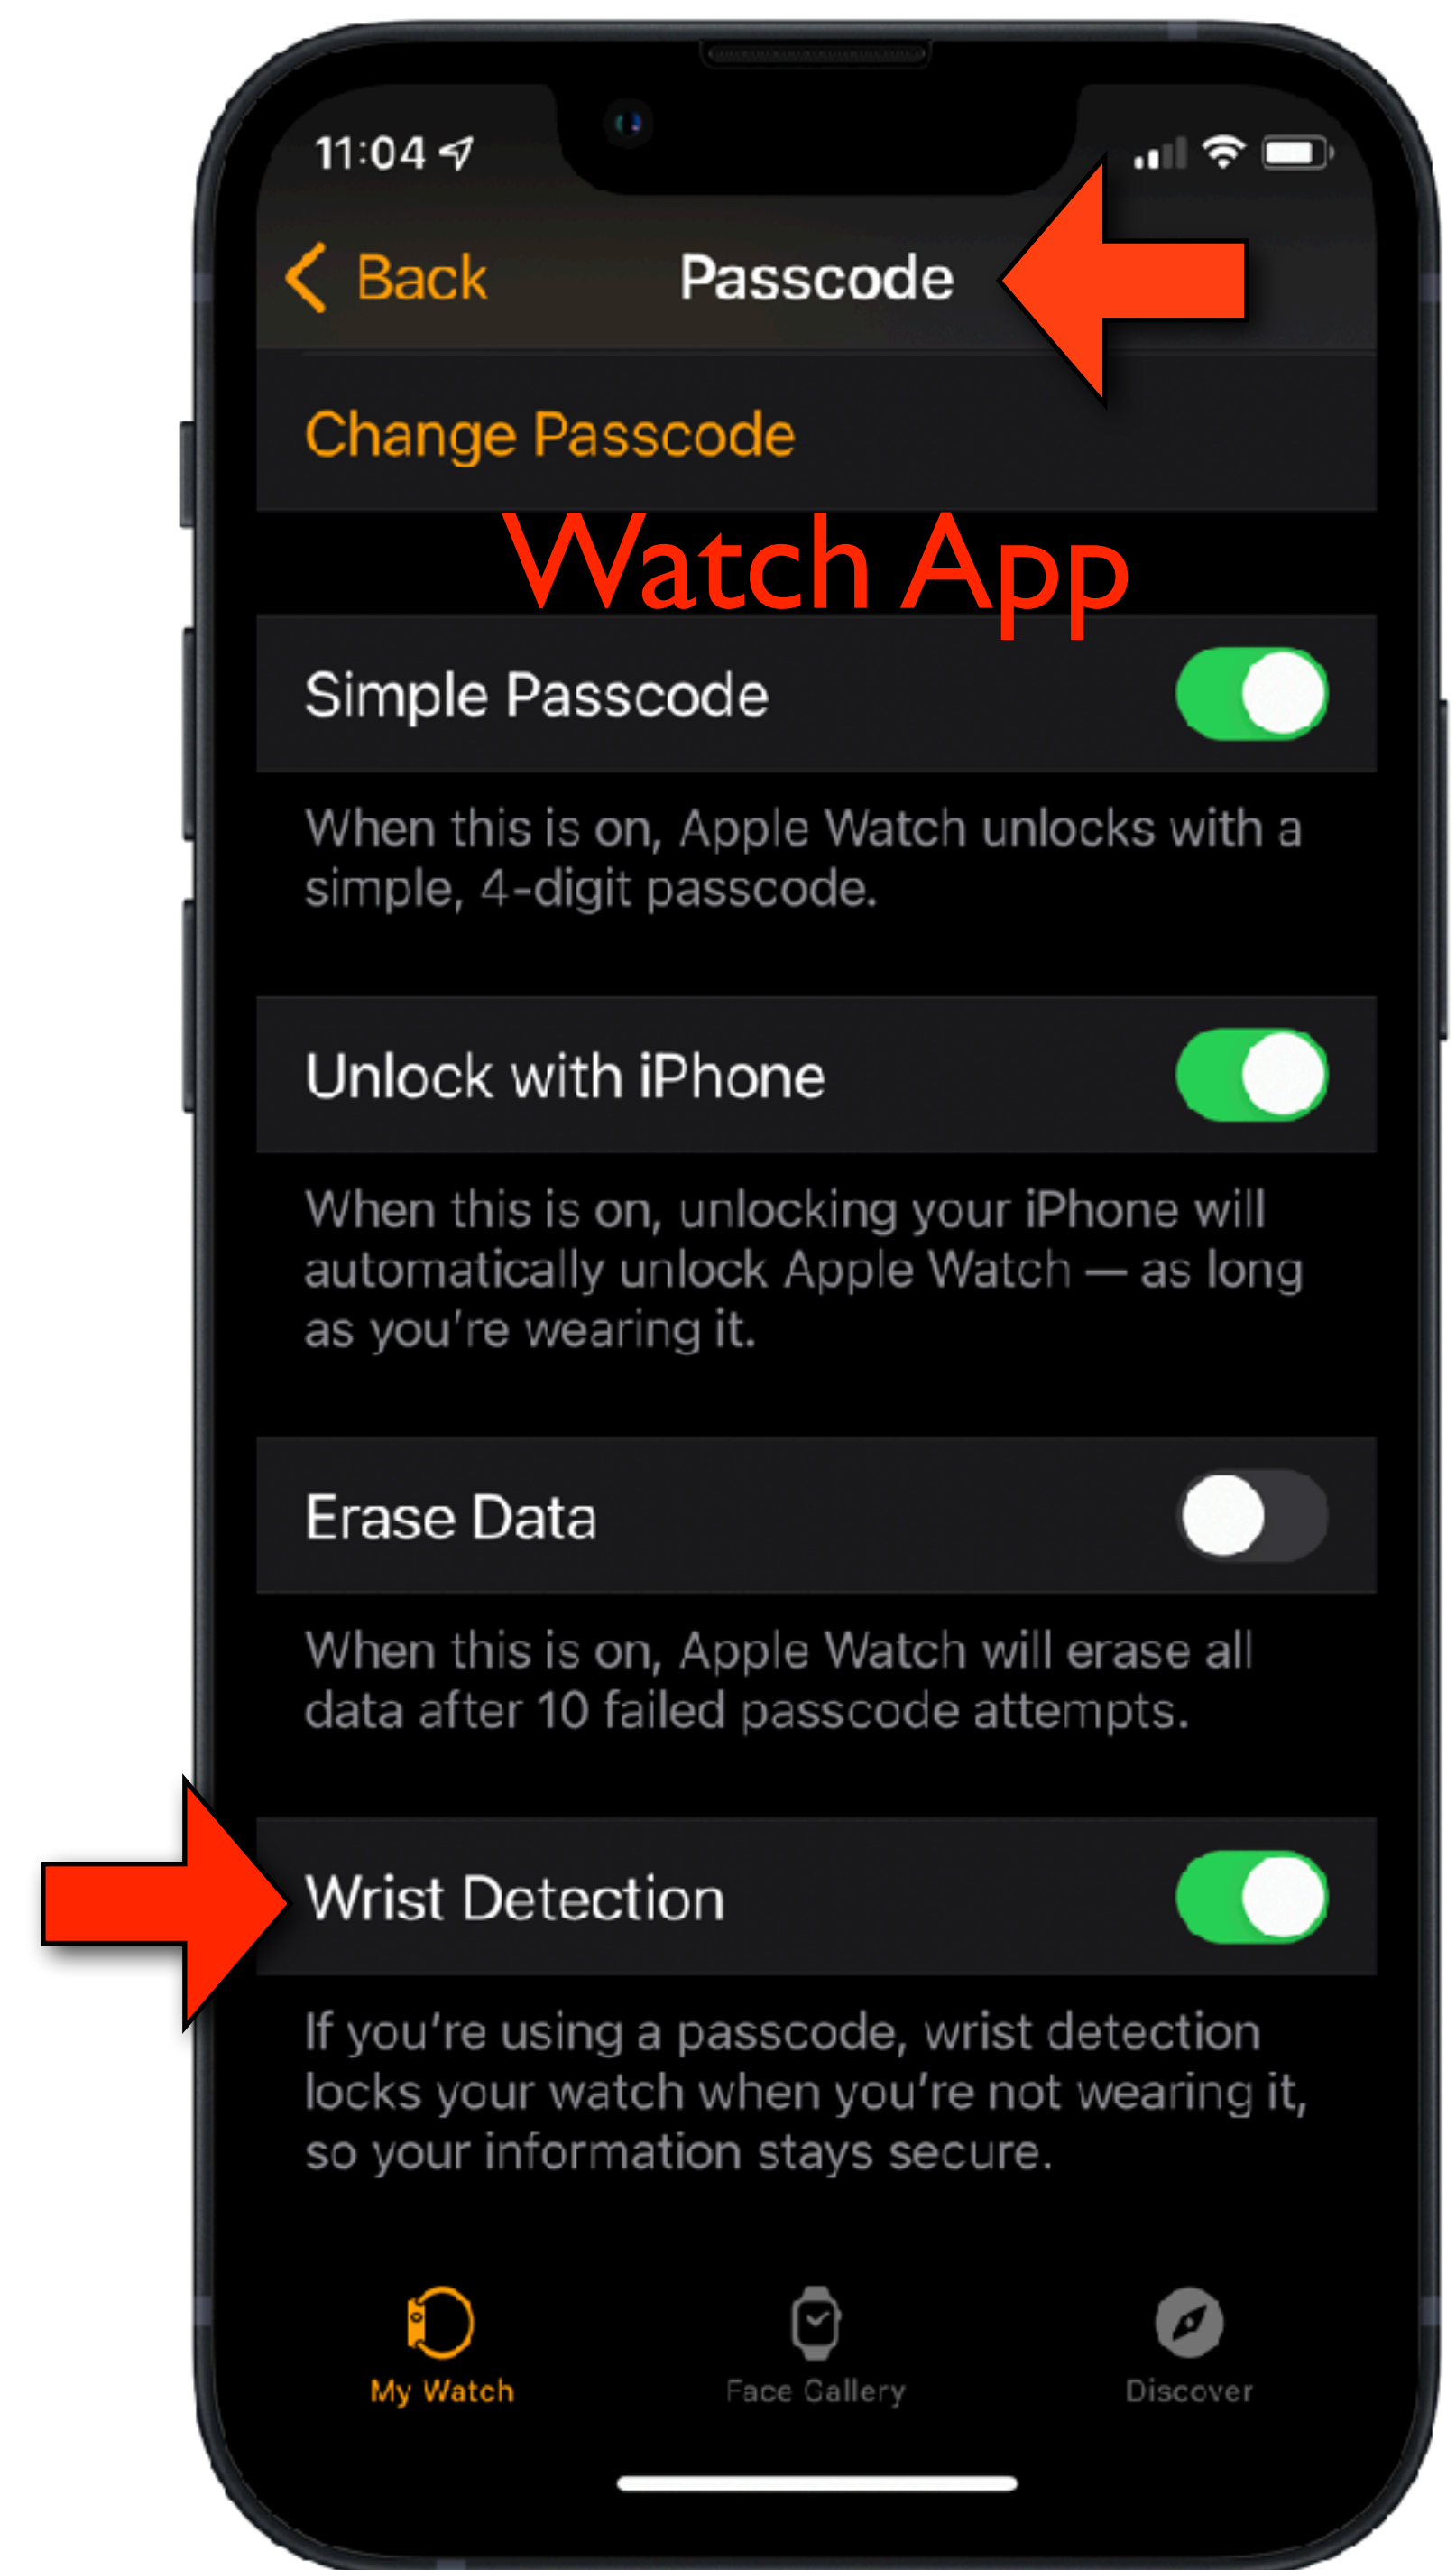 11:04
Back
Passcode
Change Passcode
Watch App
Simple Passcode
When this is on, Apple Watch unlocks with a
simple, 4-digit passcode.
Unlock with iPhone
When this is on, unlocking your iPhone will
automatically unlock Apple Watch — as long
as you're wearing it.
Erase Data
When this is on, Apple Watch will erase all
data after 10 failed passcode attempts.
Wrist Detection
If you're using a passcode, wrist detection
locks your watch when you're not wearing it,
so your information stays secure.
My Watch
Face Gallery
Discover